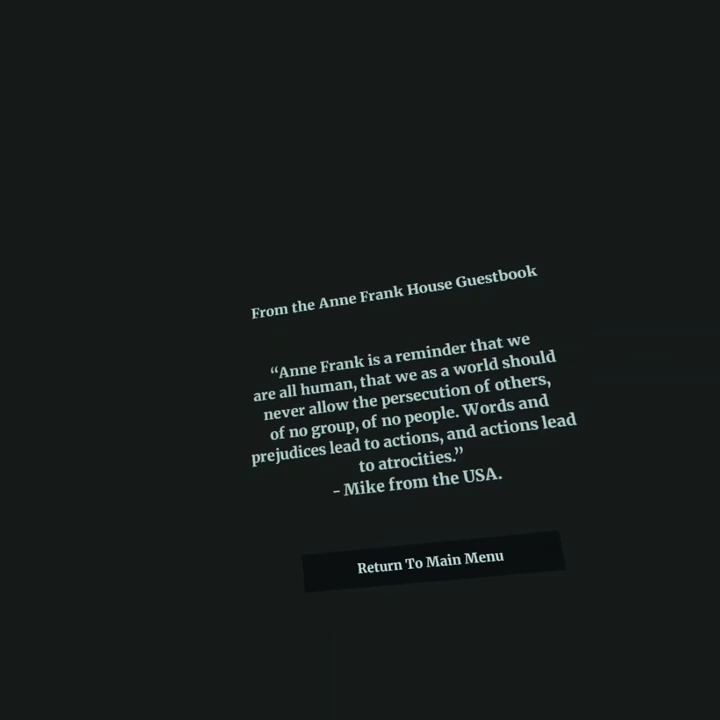 From the Anne Frank House Guestbook
“Anne Frank is a reminder that we
are all human, that we as a world should
never allow the persecution of others,
of no group, of no people. Words and
prejudices lead to actions, and actions lead
to atrocities.”
- Mike from the USA.
Return To Main Menu